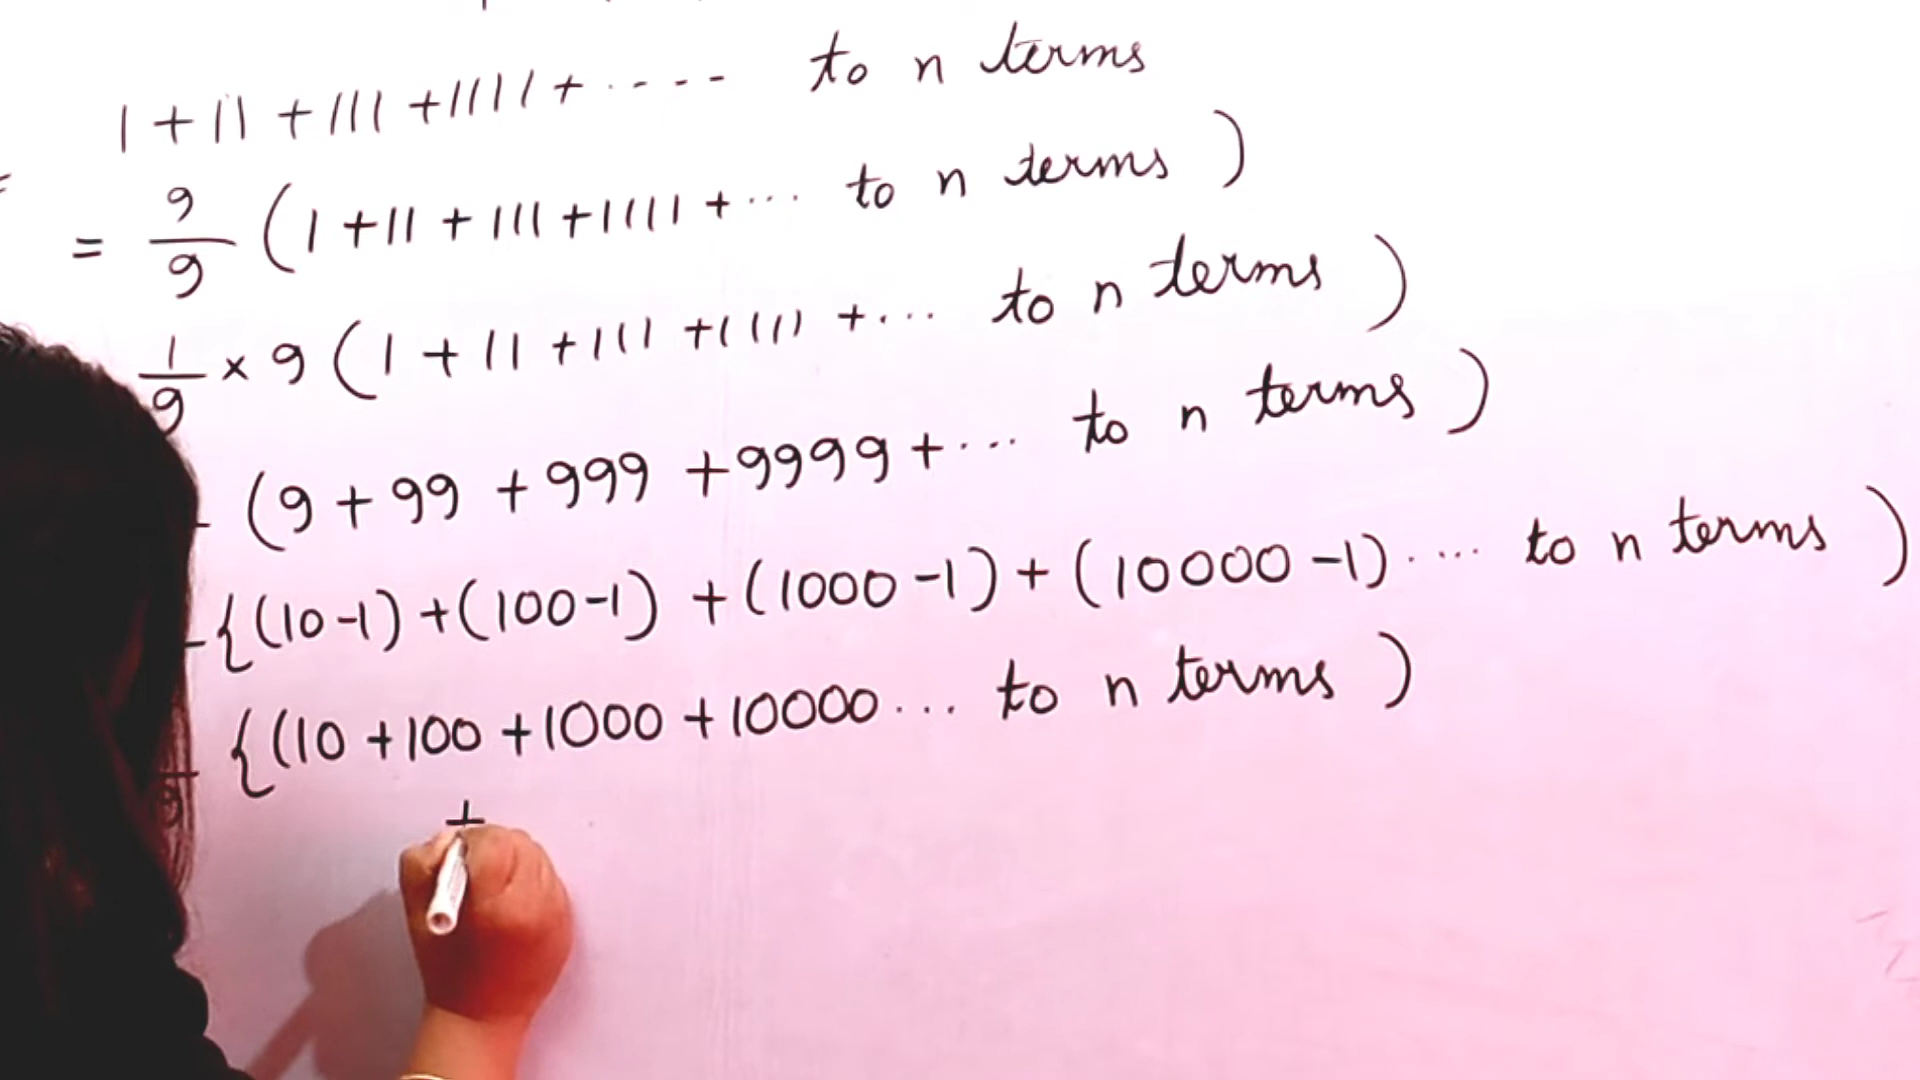 1 + 11 + 111 + 1111 + ---- to n terms
= 9/9 (1 + 11 + 111 + 1111 + ... to n terms )
1/9 × 9 (1 + 11 + 111 + 1111 + ... to n terms )
(9 + 99 + 999 + 9999 + ... to n terms )
{(10-1) + (100-1) + (1000-1) + (10000-1) .... to n terms )
9 {(10 + 100 + 1000 + 10000 ... to n terms )
+